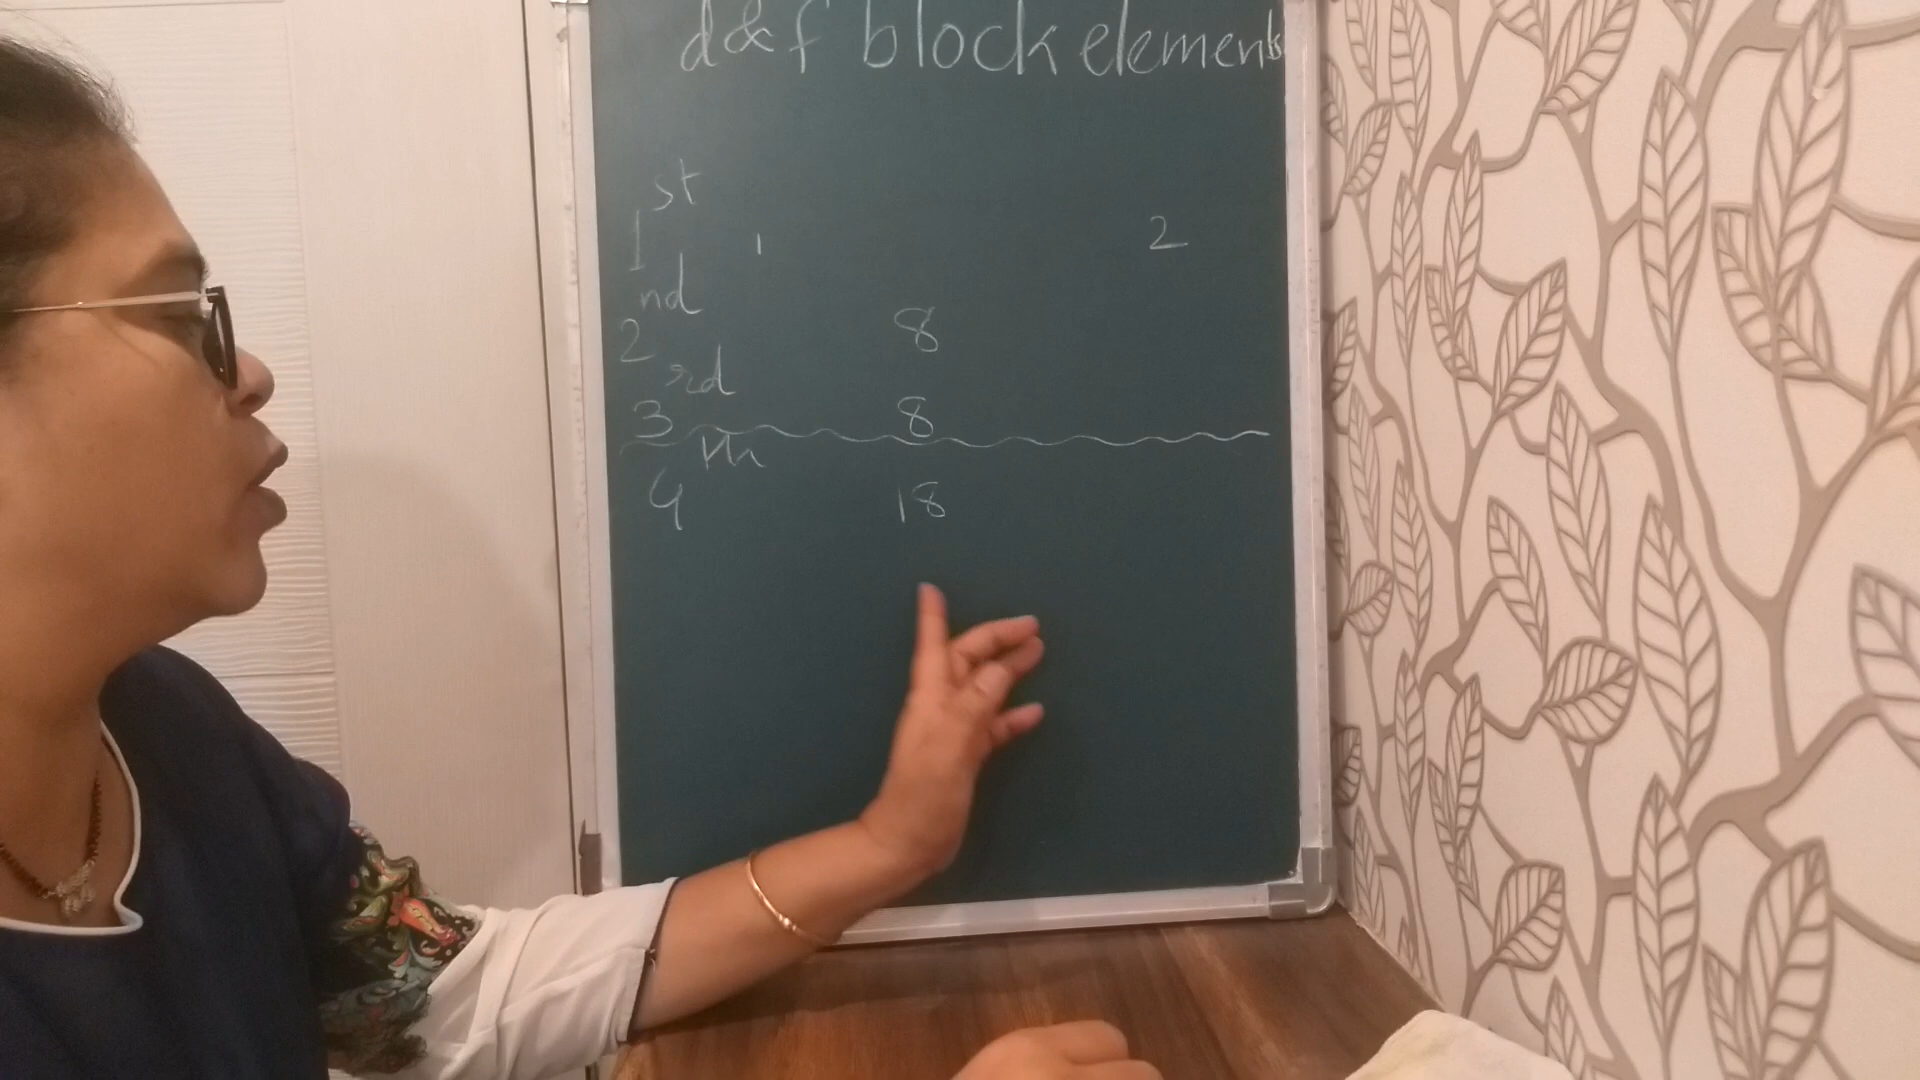 d & f block elements
1st 1 2
2nd 8
3rd 8
4th 18